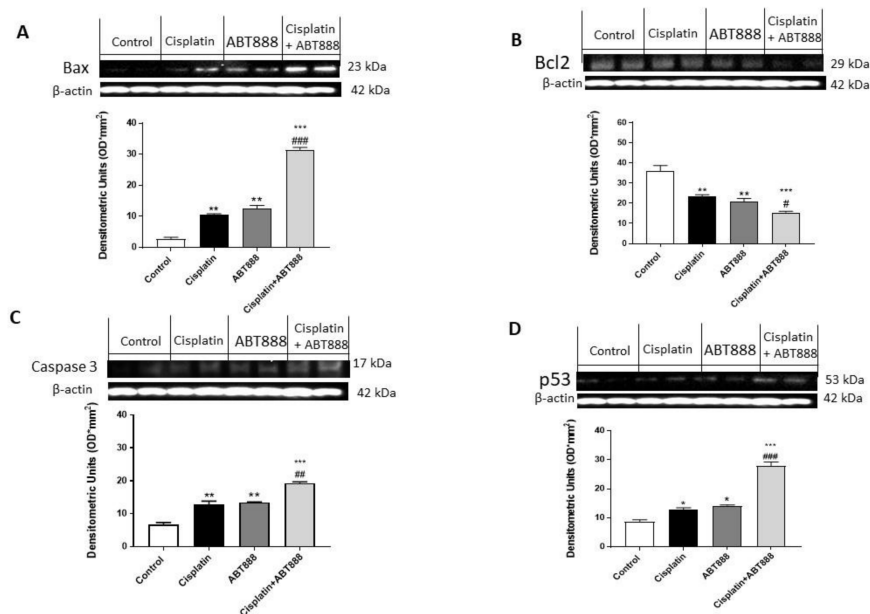 A
Control
Cisplatin
ABT888
Cisplatin
+ ABT888
Bax
23 kDa
β-actin
42 kDa
Densitometric Units (OD*mm²)
40
30
20
10
0
**
**
***
###
Control
Cisplatin
ABT888
Cisplatin+ABT888
B
Control
Cisplatin
ABT888
Cisplatin
+ ABT888
Bcl2
29 kDa
β-actin
42 kDa
Densitometric Units (OD*mm²)
60
50
40
30
20
10
0
**
**
***
#
Control
Cisplatin
ABT888
Cisplatin+ABT888
C
Control
Cisplatin
ABT888
Cisplatin
+ ABT888
Caspase 3
17 kDa
β-actin
42 kDa
Densitometric Units (OD*mm²)
40
30
20
10
0
**
**
***
##
Control
Cisplatin
ABT888
Cisplatin+ABT888
D
Control
Cisplatin
ABT888
Cisplatin
+ ABT888
p53
53 kDa
β-actin
42 kDa
Densitometric Units (OD*mm²)
40
30
20
10
0
*
*
***
###
Control
Cisplatin
ABT888
Cisplatin+ABT888